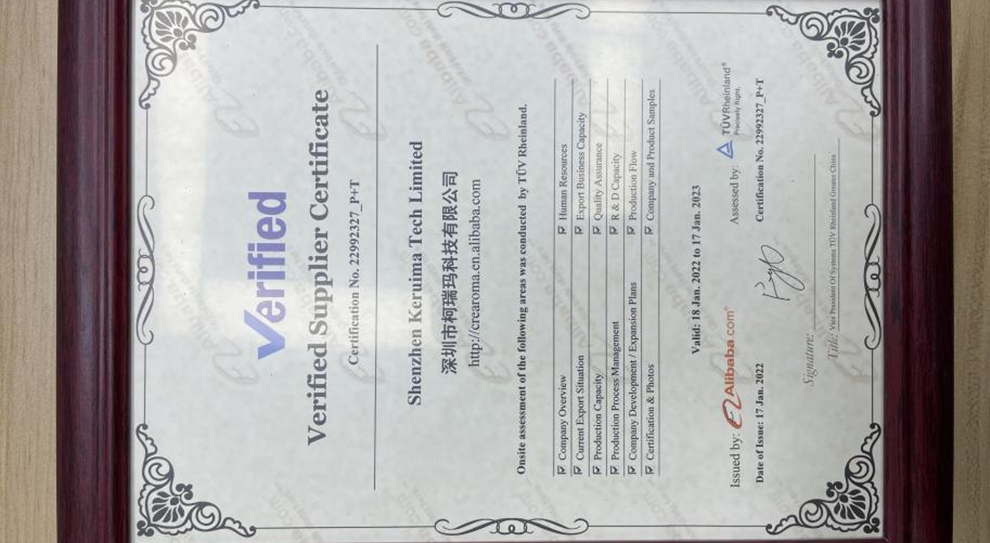 Verified
Verified Supplier Certificate
Certification No. 22992327_P+T
Shenzhen Keruima Tech Limited
深圳市柯瑞玛科技有限公司
http://crearoma.en.alibaba.com
Onsite assessment of the following areas was conducted by TÜV Rheinland.
Company Overview
Human Resources
Current Export Situation
Export Business Capacity
Production Capacity
Quality Assurance
Production Process Management
R & D Capacity
Company Development / Expansion Plans
Production Flow
Certification & Photos
Company and Product Samples
Valid: 18 Jan. 2022 to 17 Jan. 2023
Issued by: Alibaba.com®
Assessed by: TÜVRheinland®
Precisely Right.
Date of Issue: 17 Jan. 2022
Certification No. 22992327_P+T
Signature:
Title: Vice President Of Systems TÜV Rheinland Greater China